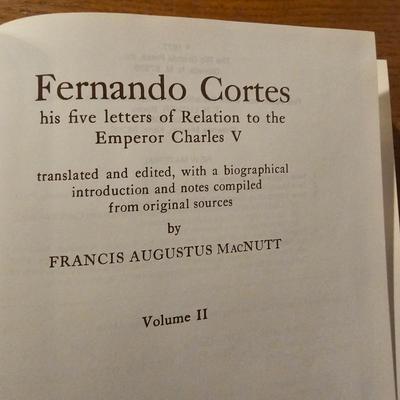 Fernando Cortes
his five letters of Relation to the
Emperor Charles V
translated and edited, with a biographical
introduction and notes compiled
from original sources
by
FRANCIS AUGUSTUS MACNUTT
Volume II